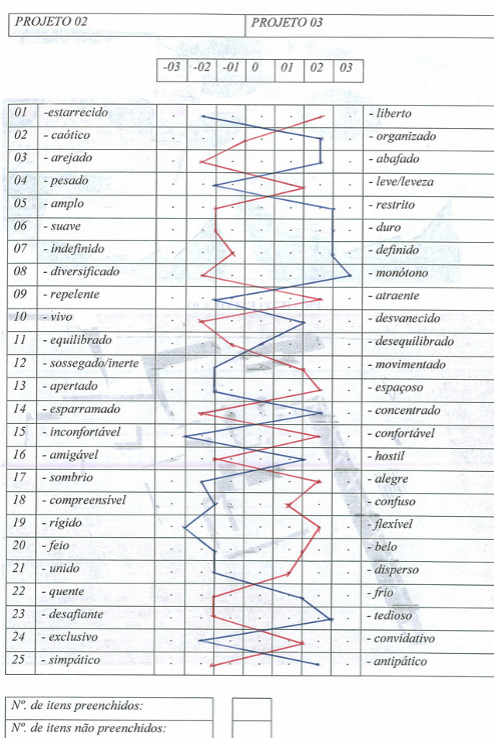 PROJETO 02 PROJETO 03
-03 -02 -01 0 01 02 03
01 -estarrecido - liberto
02 - caótico - organizado
03 - arejado - abafado
04 - pesado - leve/leveza
05 - amplo - restrito
06 - suave - duro
07 - indefinido - definido
08 - diversificado - monótono
09 - repelente - atraente
10 - vivo - desvanecido
11 - equilibrado - desequilibrado
12 - sossegado/inerte - movimentado
13 - apertado - espaçoso
14 - esparramado - concentrado
15 - inconfortável - confortável
16 - amigável - hostil
17 - sombrio - alegre
18 - compreensível - confuso
19 - rígido - flexível
20 - feio - belo
21 - unido - disperso
22 - quente - frio
23 - desafiante - tedioso
24 - exclusivo - convidativo
25 - simpático - antipático
Nº. de itens preenchidos:
Nº. de itens não preenchidos: